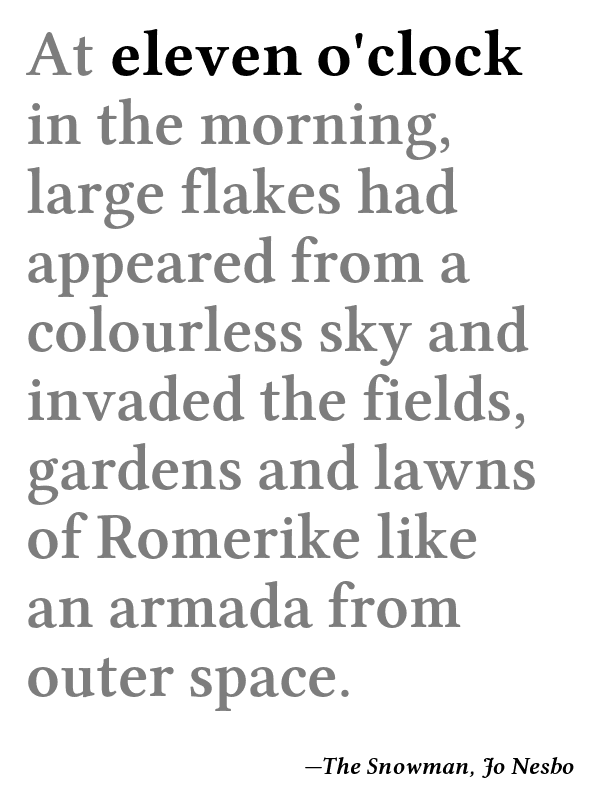 At eleven o'clock
in the morning,
large flakes had
appeared from a
colourless sky and
invaded the fields,
gardens and lawns
of Romerike like
an armada from
outer space.
—The Snowman, Jo Nesbo